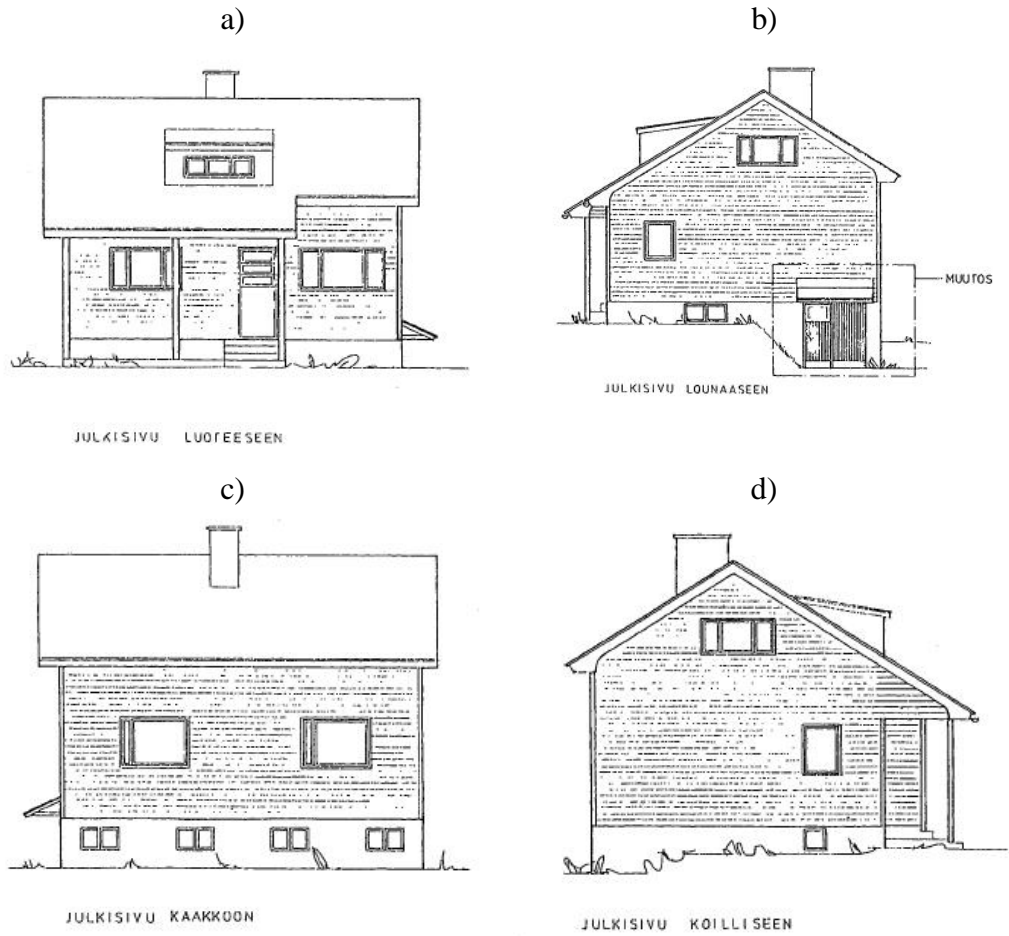 a)
b)
MUUTOS
JULKISIVU LOUNAASEEN
JULKISIVU LUOTEESEEN
c)
d)
JULKISIVU KAAKKOON
JULKISIVU KOILLISEEN